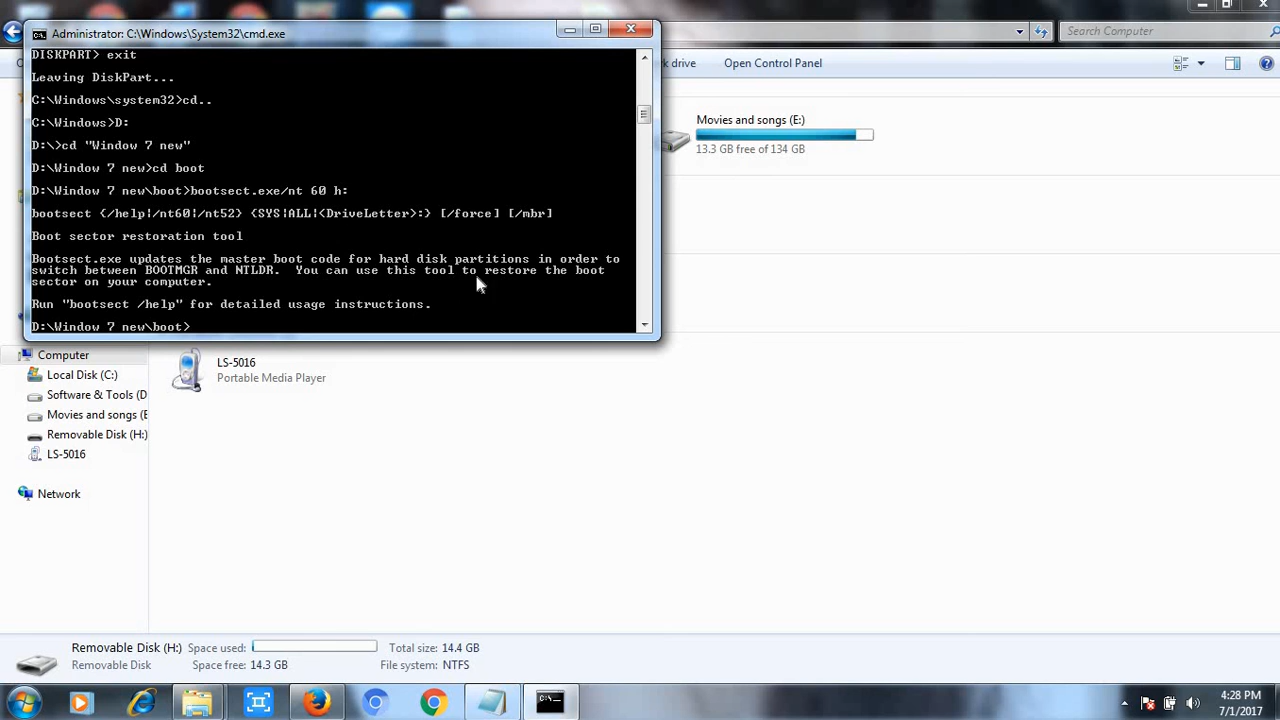 Administrator: C:\Windows\System32\cmd.exe
DISKPART> exit
Leaving DiskPart...
C:\Windows\system32>cd..
C:\Windows>D:
D:\>cd "Window 7 new"
D:\Window 7 new>cd boot
D:\Window 7 new\boot>bootsect.exe/nt 60 h:
bootsect {/help|/nt60|/nt52} {SYS|ALL|<DriveLetter>:} [/force] [/mbr]
Boot sector restoration tool
Bootsect.exe updates the master boot code for hard disk partitions in order to
switch between BOOTMGR and NTLDR.  You can use this tool to restore the boot
sector on your computer.
Run "bootsect /help" for detailed usage instructions.
D:\Window 7 new\boot>
Search Computer
drive
Open Control Panel
Movies and songs (E:)
13.3 GB free of 134 GB
LS-5016
Portable Media Player
Computer
Local Disk (C:)
Software & Tools (D
Movies and songs (E
Removable Disk (H:)
LS-5016
Network
Removable Disk (H:) Space used: Total size: 14.4 GB
Removable Disk Space free: 14.3 GB File system: NTFS
4:28 PM
7/1/2017